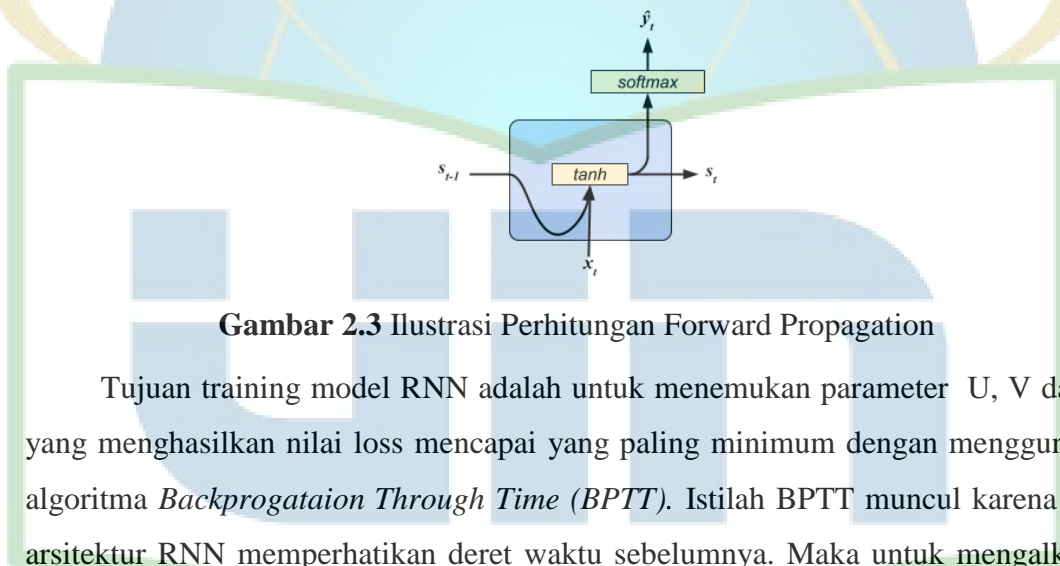 ŷt
softmax
st-1 tanh st
xt
Gambar 2.3 Ilustrasi Perhitungan Forward Propagation
Tujuan training model RNN adalah untuk menemukan parameter U, V
yang menghasilkan nilai loss mencapai yang paling minimum dengan
algoritma Backprogataion Through Time (BPTT). Istilah BPTT muncul karena
arsitektur RNN memperhatikan deret waktu sebelumnya. Maka untuk